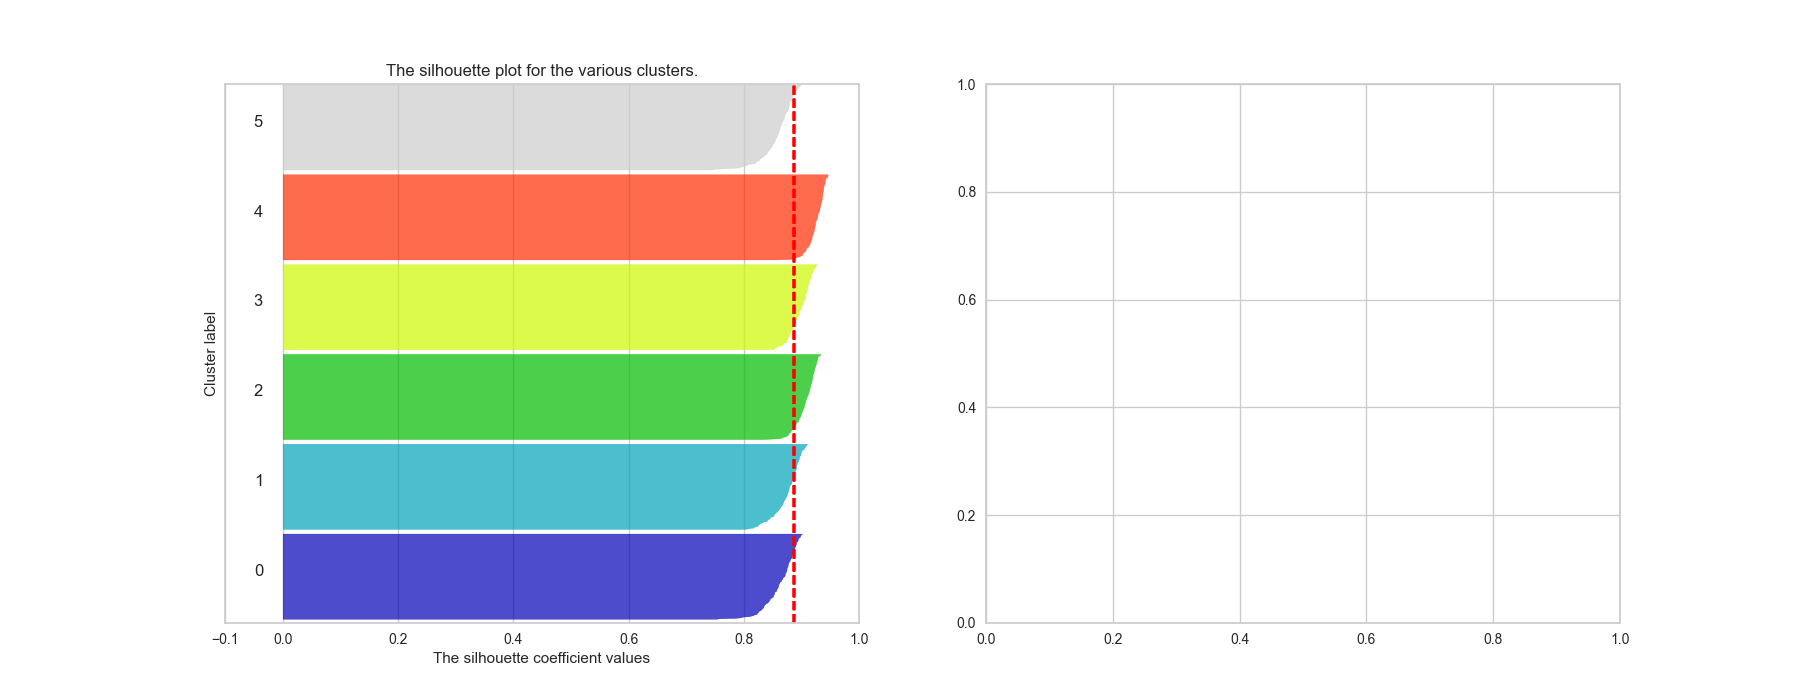 The silhouette plot for the various clusters.
5
4
3
2
1
0
Cluster label
−0.1 0.0 0.2 0.4 0.6 0.8 1.0
The silhouette coefficient values
1.0
0.8
0.6
0.4
0.2
0.0
0.0 0.2 0.4 0.6 0.8 1.0